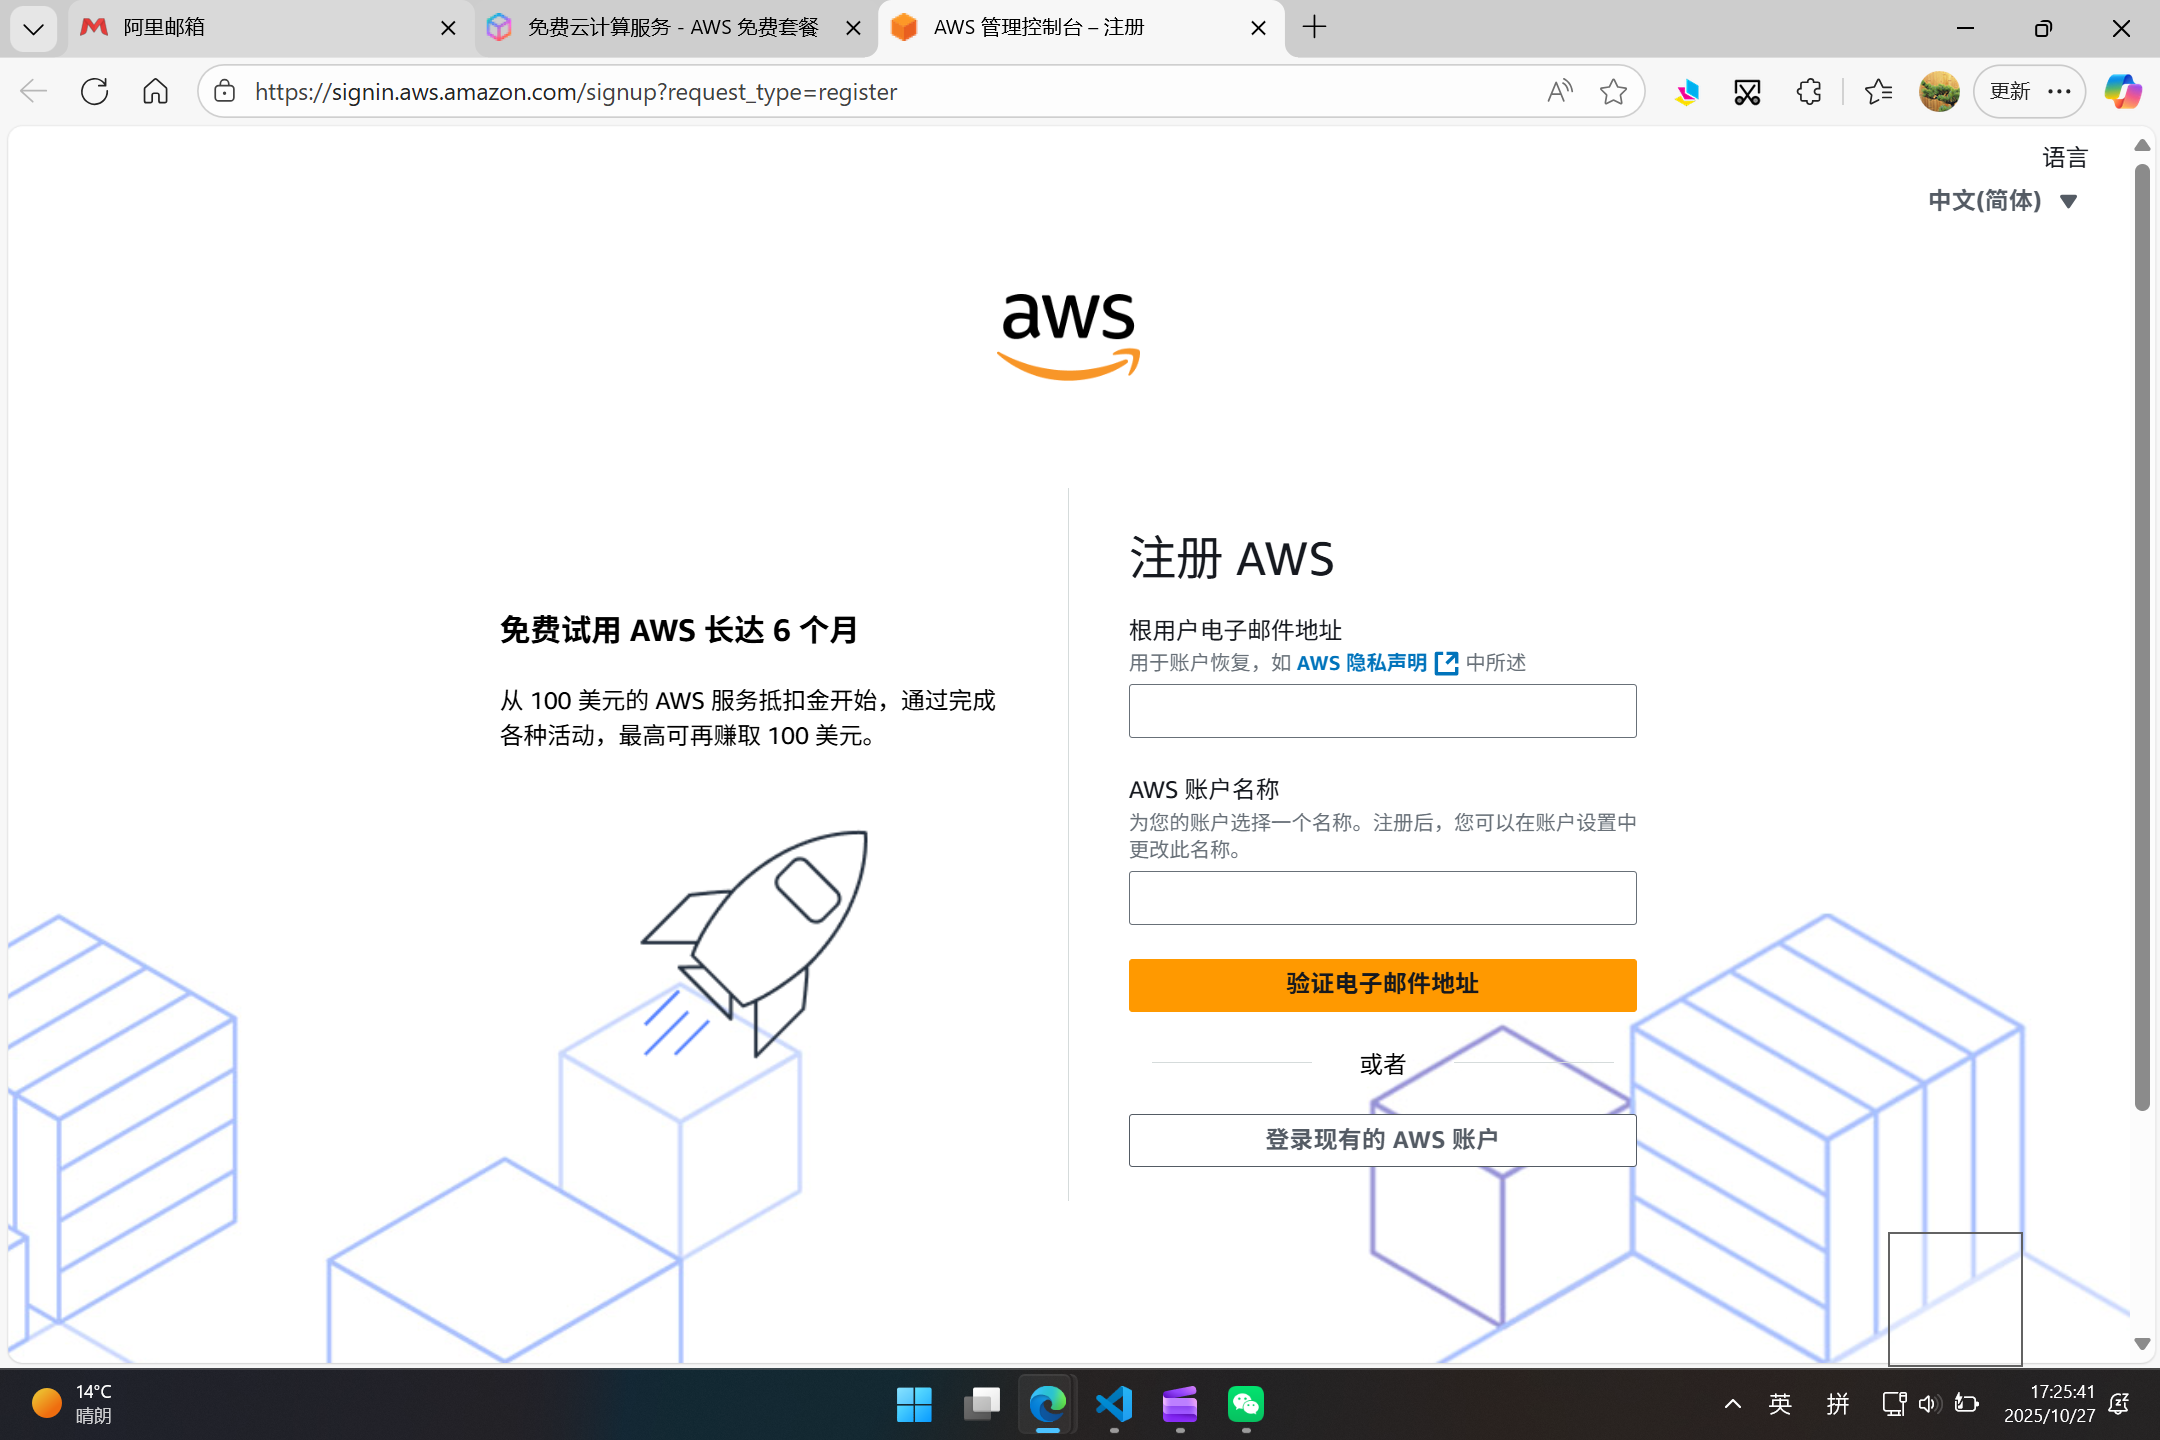 阿里邮箱
免费云计算服务 - AWS 免费套餐
AWS 管理控制台 – 注册
https://signin.aws.amazon.com/signup?request_type=register
更新
语言
中文(简体)
aws
免费试用 AWS 长达 6 个月
从 100 美元的 AWS 服务抵扣金开始，通过完成
各种活动，最高可再赚取 100 美元。
注册 AWS
根用户电子邮件地址
用于账户恢复，如 AWS 隐私声明 中所述
AWS 账户名称
为您的账户选择一个名称。注册后，您可以在账户设置中
更改此名称。
验证电子邮件地址
或者
登录现有的 AWS 账户
14°C
晴朗
英
拼
17:25:41
2025/10/27